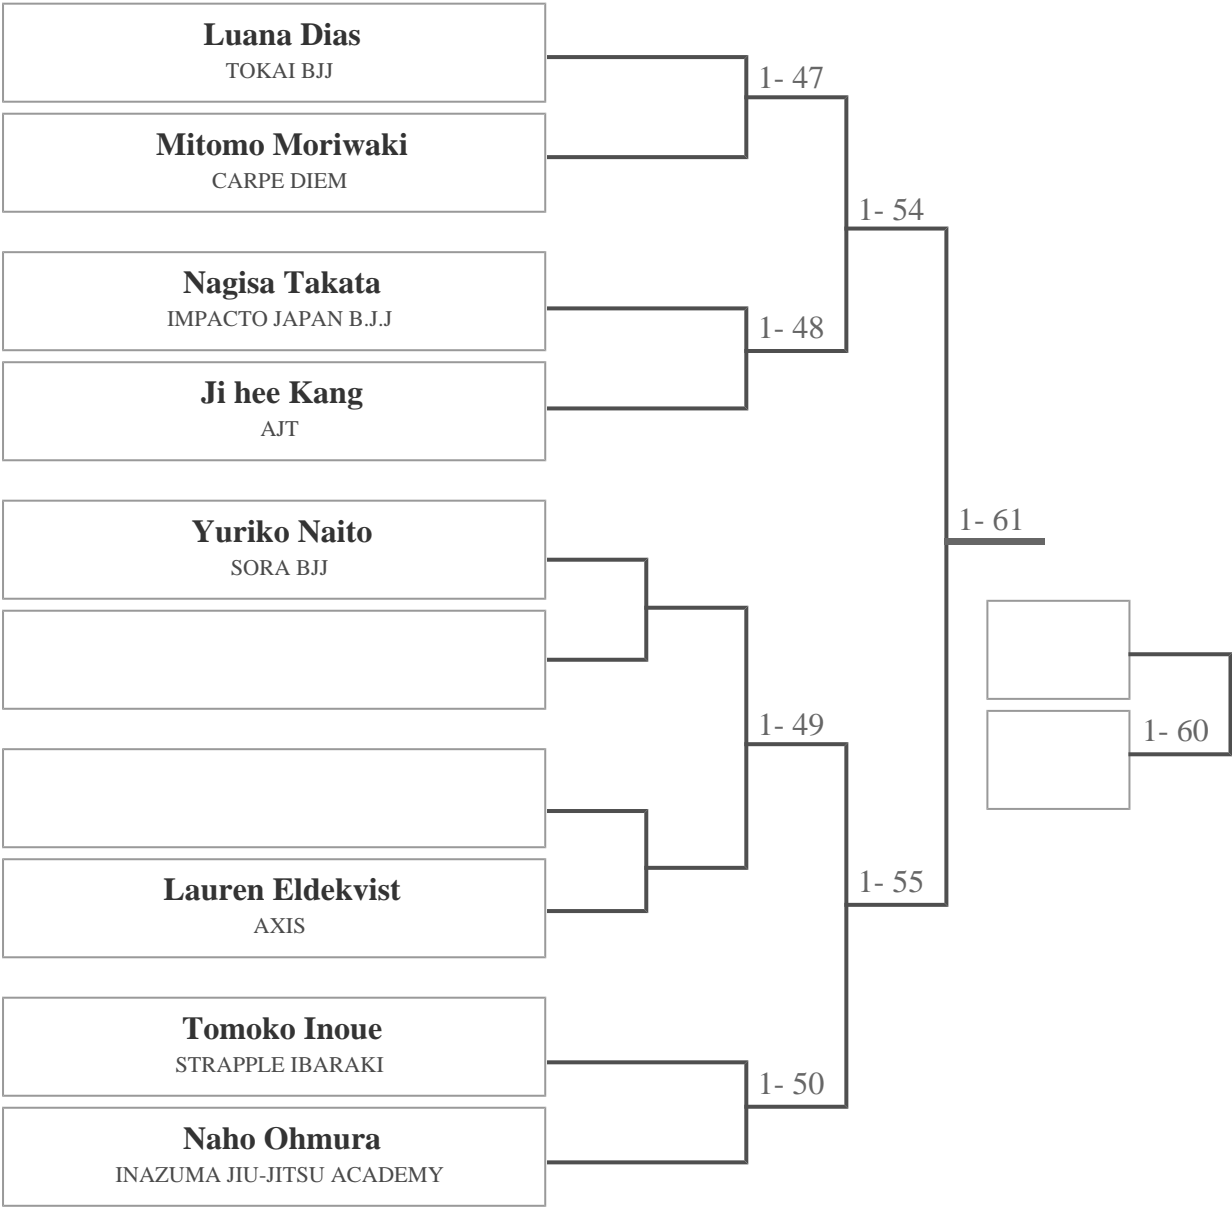 Luana Dias
TOKAI BJJ
1- 47
Mitomo Moriwaki
CARPE DIEM
1- 54
Nagisa Takata
IMPACTO JAPAN B.J.J
1- 48
Ji hee Kang
AJT
Yuriko Naito
SORA BJJ
1- 61
1- 49
1- 60
Lauren Eldekvist
AXIS
1- 55
Tomoko Inoue
STRAPPLE IBARAKI
1- 50
Naho Ohmura
INAZUMA JIU-JITSU ACADEMY